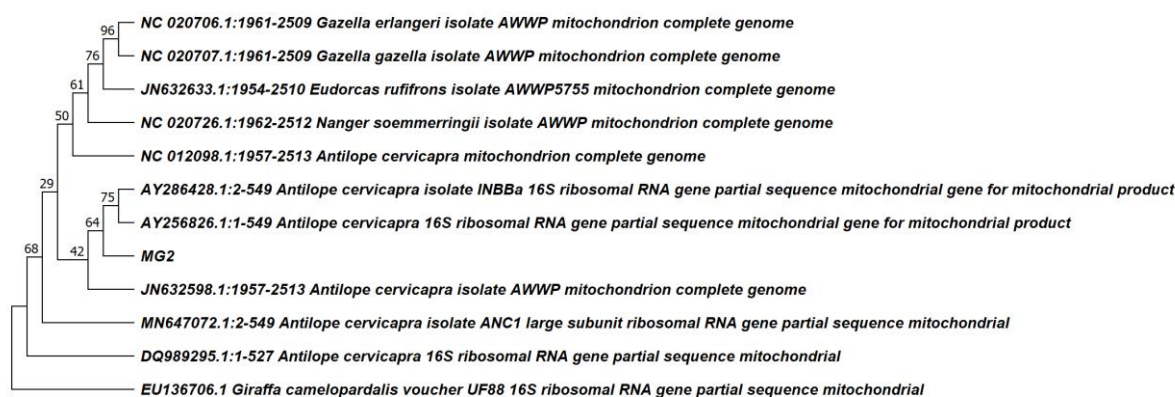 96
NC 020706.1:1961-2509 Gazella erlangeri isolate AWWP mitochondrion complete genome
76
NC 020707.1:1961-2509 Gazella gazella isolate AWWP mitochondrion complete genome
61
JN632633.1:1954-2510 Eudorcas rufifrons isolate AWWP5755 mitochondrion complete genome
50
NC 020726.1:1962-2512 Nanger soemmerringii isolate AWWP mitochondrion complete genome
NC 012098.1:1957-2513 Antilope cervicapra mitochondrion complete genome
29
75
AY286428.1:2-549 Antilope cervicapra isolate INBBa 16S ribosomal RNA gene partial sequence mitochondrial gene for mitochondrial product
64
AY256826.1:1-549 Antilope cervicapra 16S ribosomal RNA gene partial sequence mitochondrial gene for mitochondrial product
68
42
MG2
JN632598.1:1957-2513 Antilope cervicapra isolate AWWP mitochondrion complete genome
MN647072.1:2-549 Antilope cervicapra isolate ANC1 large subunit ribosomal RNA gene partial sequence mitochondrial
DQ989295.1:1-527 Antilope cervicapra 16S ribosomal RNA gene partial sequence mitochondrial
EU136706.1 Giraffa camelopardalis voucher UF88 16S ribosomal RNA gene partial sequence mitochondrial